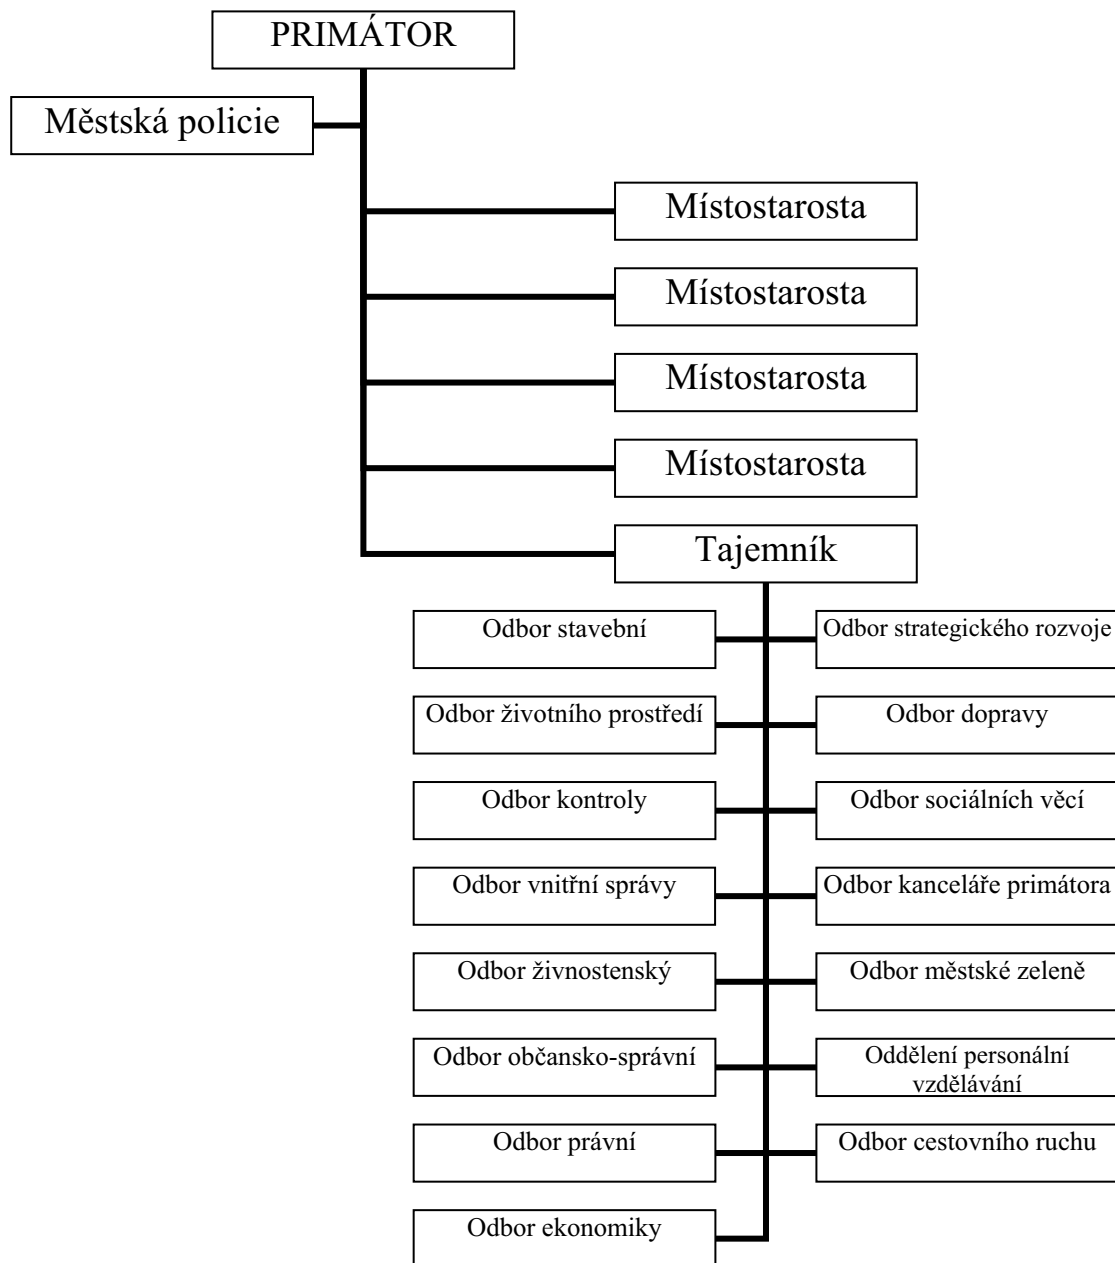 PRIMÁTOR
Městská policie
Místostarosta
Místostarosta
Místostarosta
Místostarosta
Tajemník
Odbor stavební
Odbor strategického rozvoje
Odbor životního prostředí
Odbor dopravy
Odbor kontroly
Odbor sociálních věcí
Odbor vnitřní správy
Odbor kanceláře primátora
Odbor živnostenský
Odbor městské zeleně
Odbor občansko-správní
Oddělení personální
vzdělávání
Odbor právní
Odbor cestovního ruchu
Odbor ekonomiky